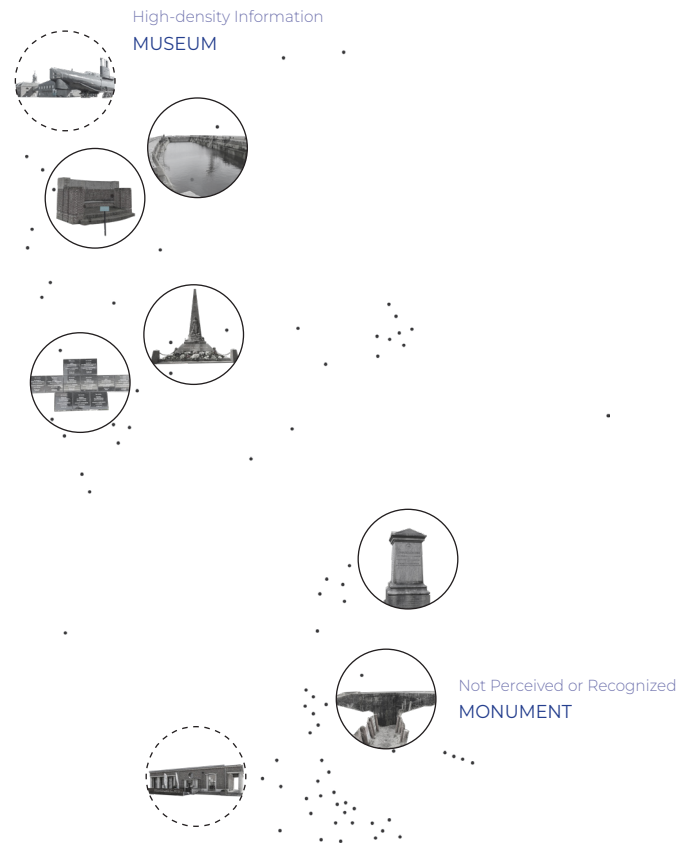 High-density Information
MUSEUM
Not Perceived or Recognized
MONUMENT